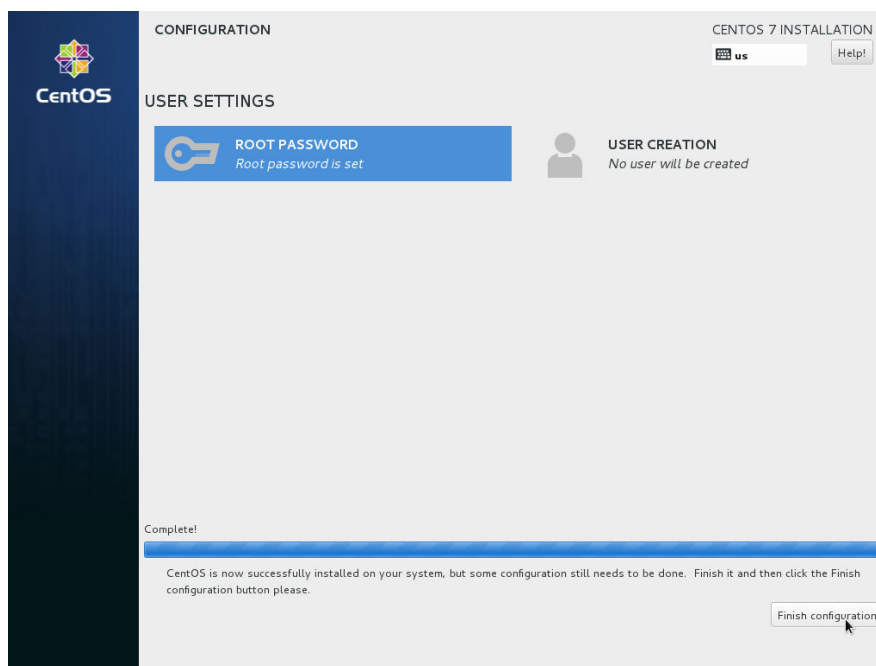 CONFIGURATION
CENTOS 7 INSTALLATION
us
Help!
CentOS
USER SETTINGS
ROOT PASSWORD
Root password is set
USER CREATION
No user will be created
Complete!
CentOS is now successfully installed on your system, but some configuration still needs to be done. Finish it and then click the Finish
configuration button please.
Finish configuration